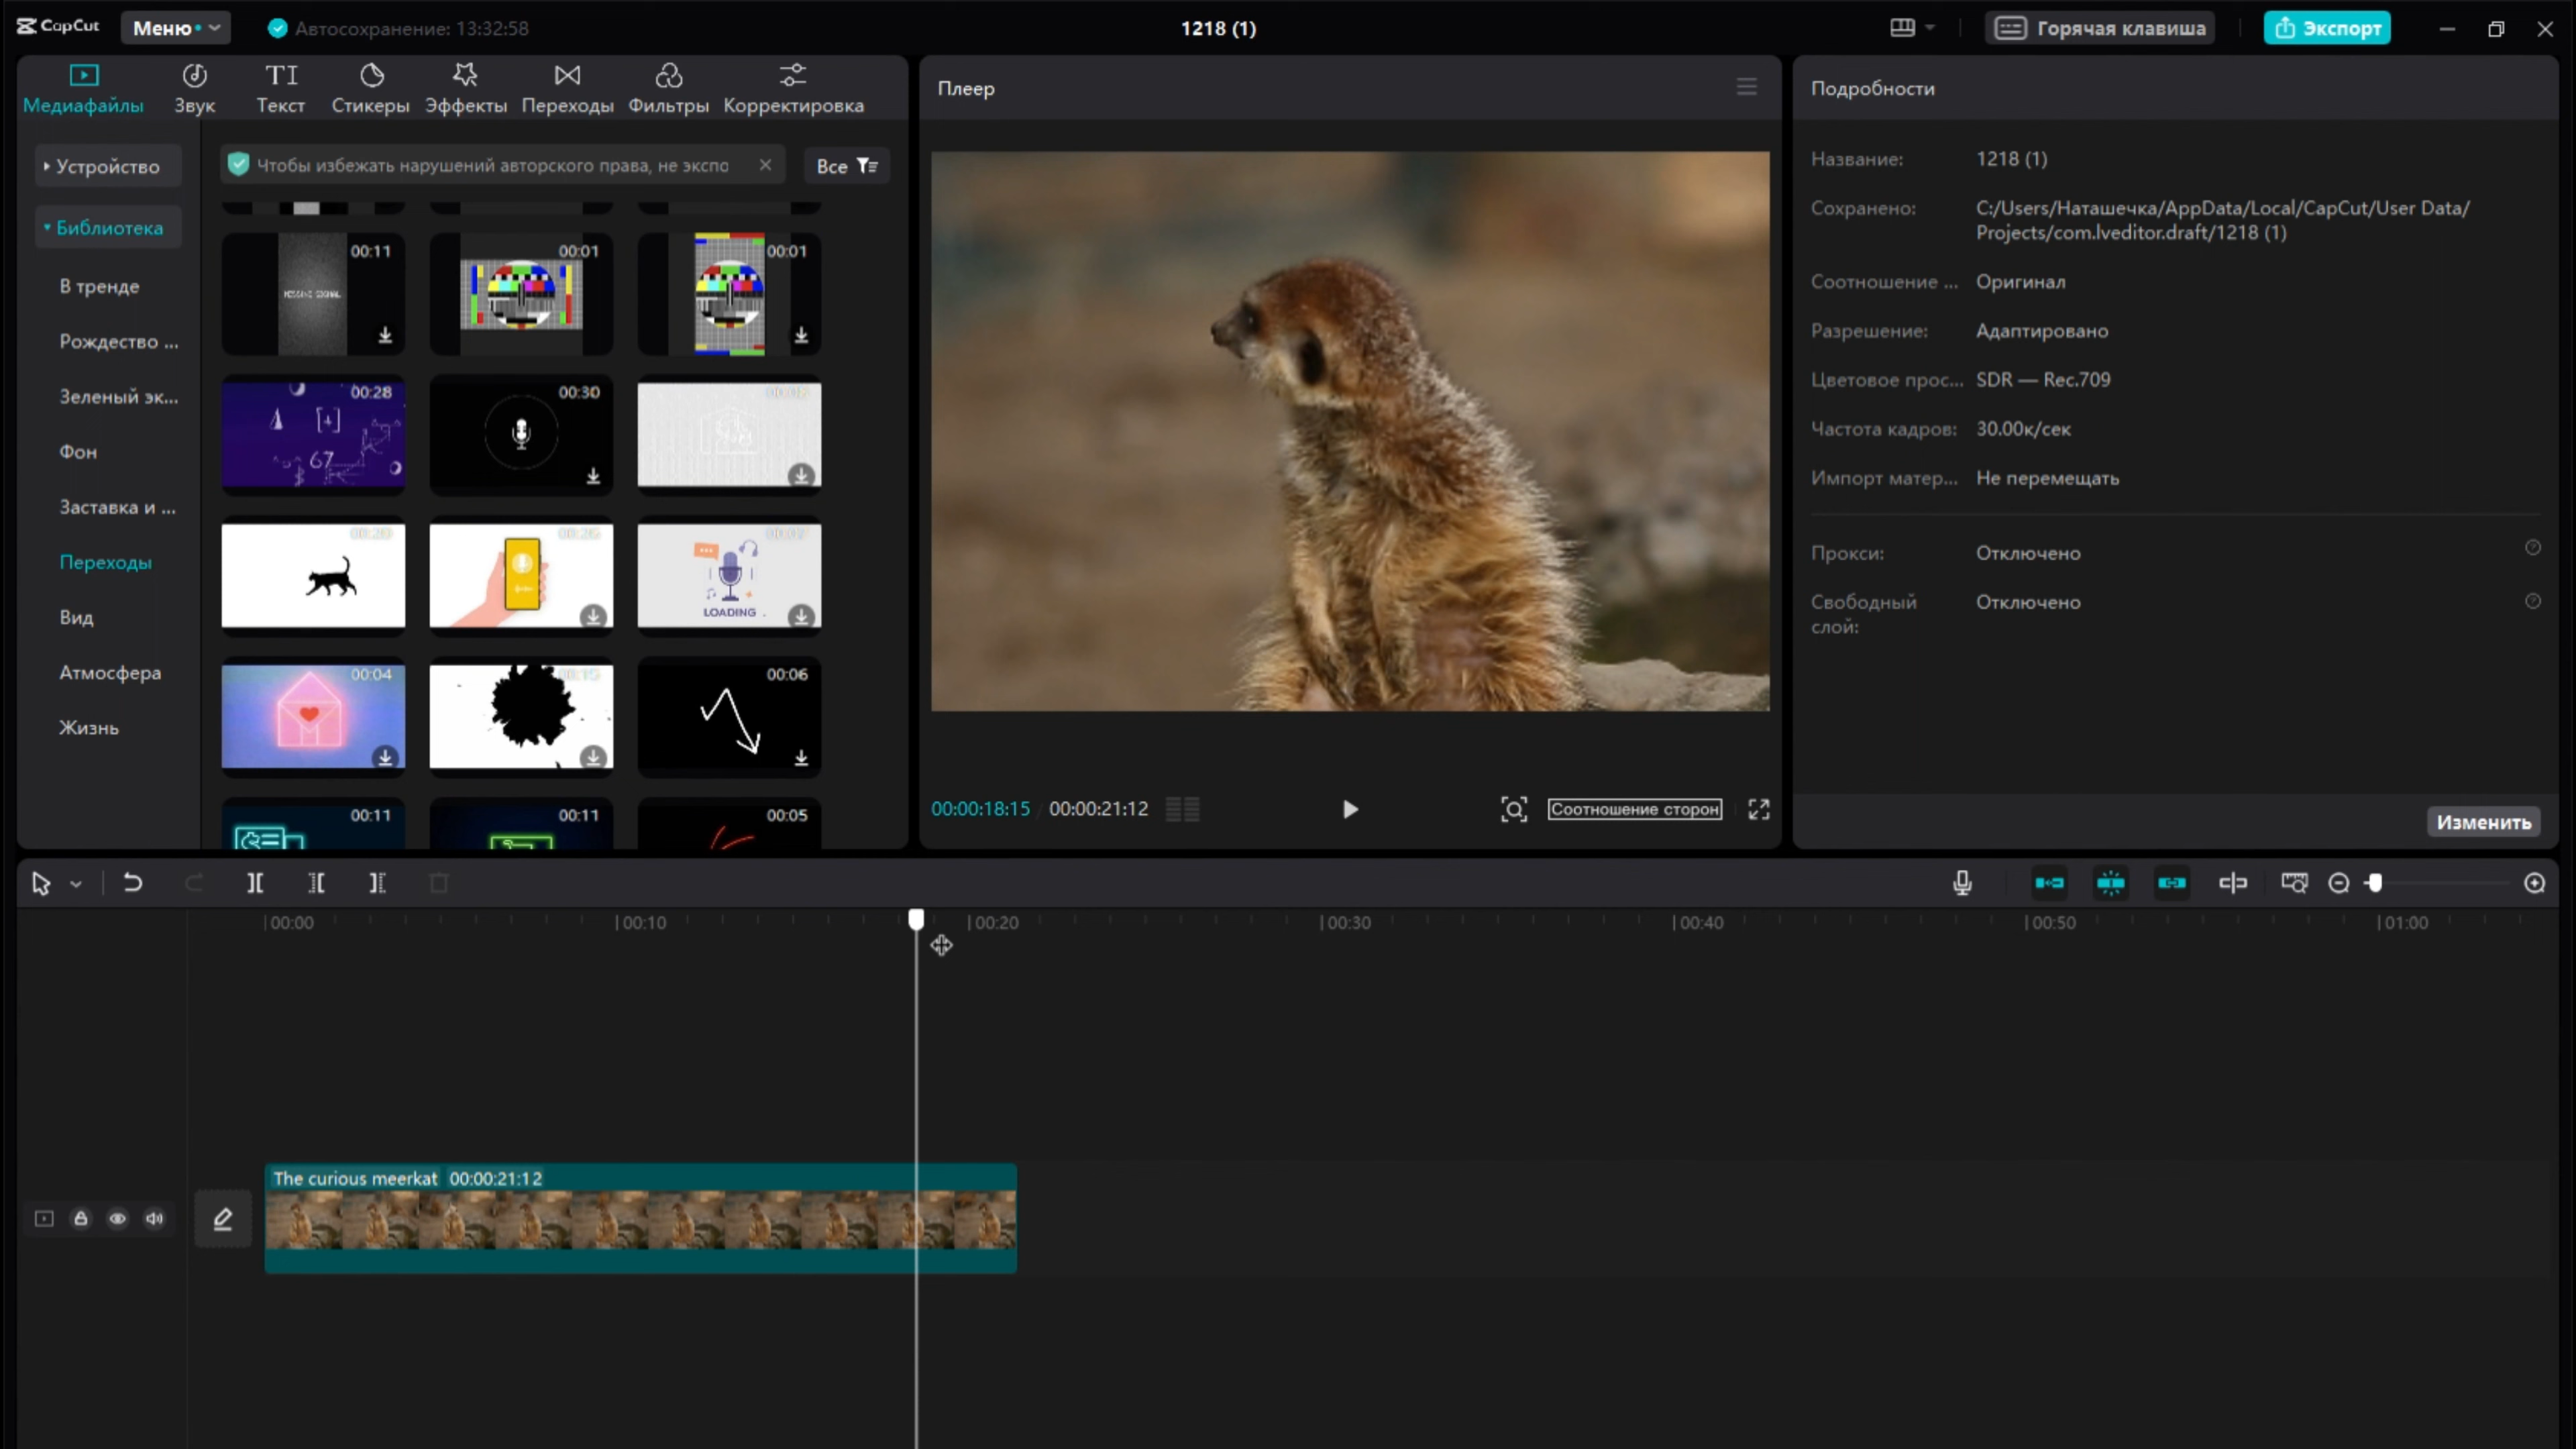 CapCut
Меню
Автосохранение: 13:32:58
1218 (1)
Горячая клавиша
Экспорт
Медиафайлы
Звук
TI
Текст
Стикеры
Эффекты
Переходы
Фильтры
Корректировка
Устройство
Библиотека
В тренде
Рождество ...
Зеленый эк...
Фон
Заставка и ...
Переходы
Вид
Атмосфера
Жизнь
Чтобы избежать нарушений авторского права, не экспо
Все
00:11
00:01
00:01
00:28
67
00:30
LOADING
00:04
00:06
00:11
00:11
00:05
Плеер
00:00:18:15
00:00:21:12
Соотношение сторон
Подробности
Название:
1218 (1)
Сохранено:
C:/Users/Наташечка/AppData/Local/CapCut/User Data/
Projects/com.lveditor.draft/1218 (1)
Соотношение ...
Оригинал
Разрешение:
Адаптировано
Цветовое прос...
SDR — Rec.709
Частота кадров:
30.00к/сек
Импорт матер...
Не перемещать
Прокси:
Отключено
Свободный
слой:
Отключено
Изменить
00:00
00:10
00:20
00:30
00:40
00:50
01:00
The curious meerkat 00:00:21:12